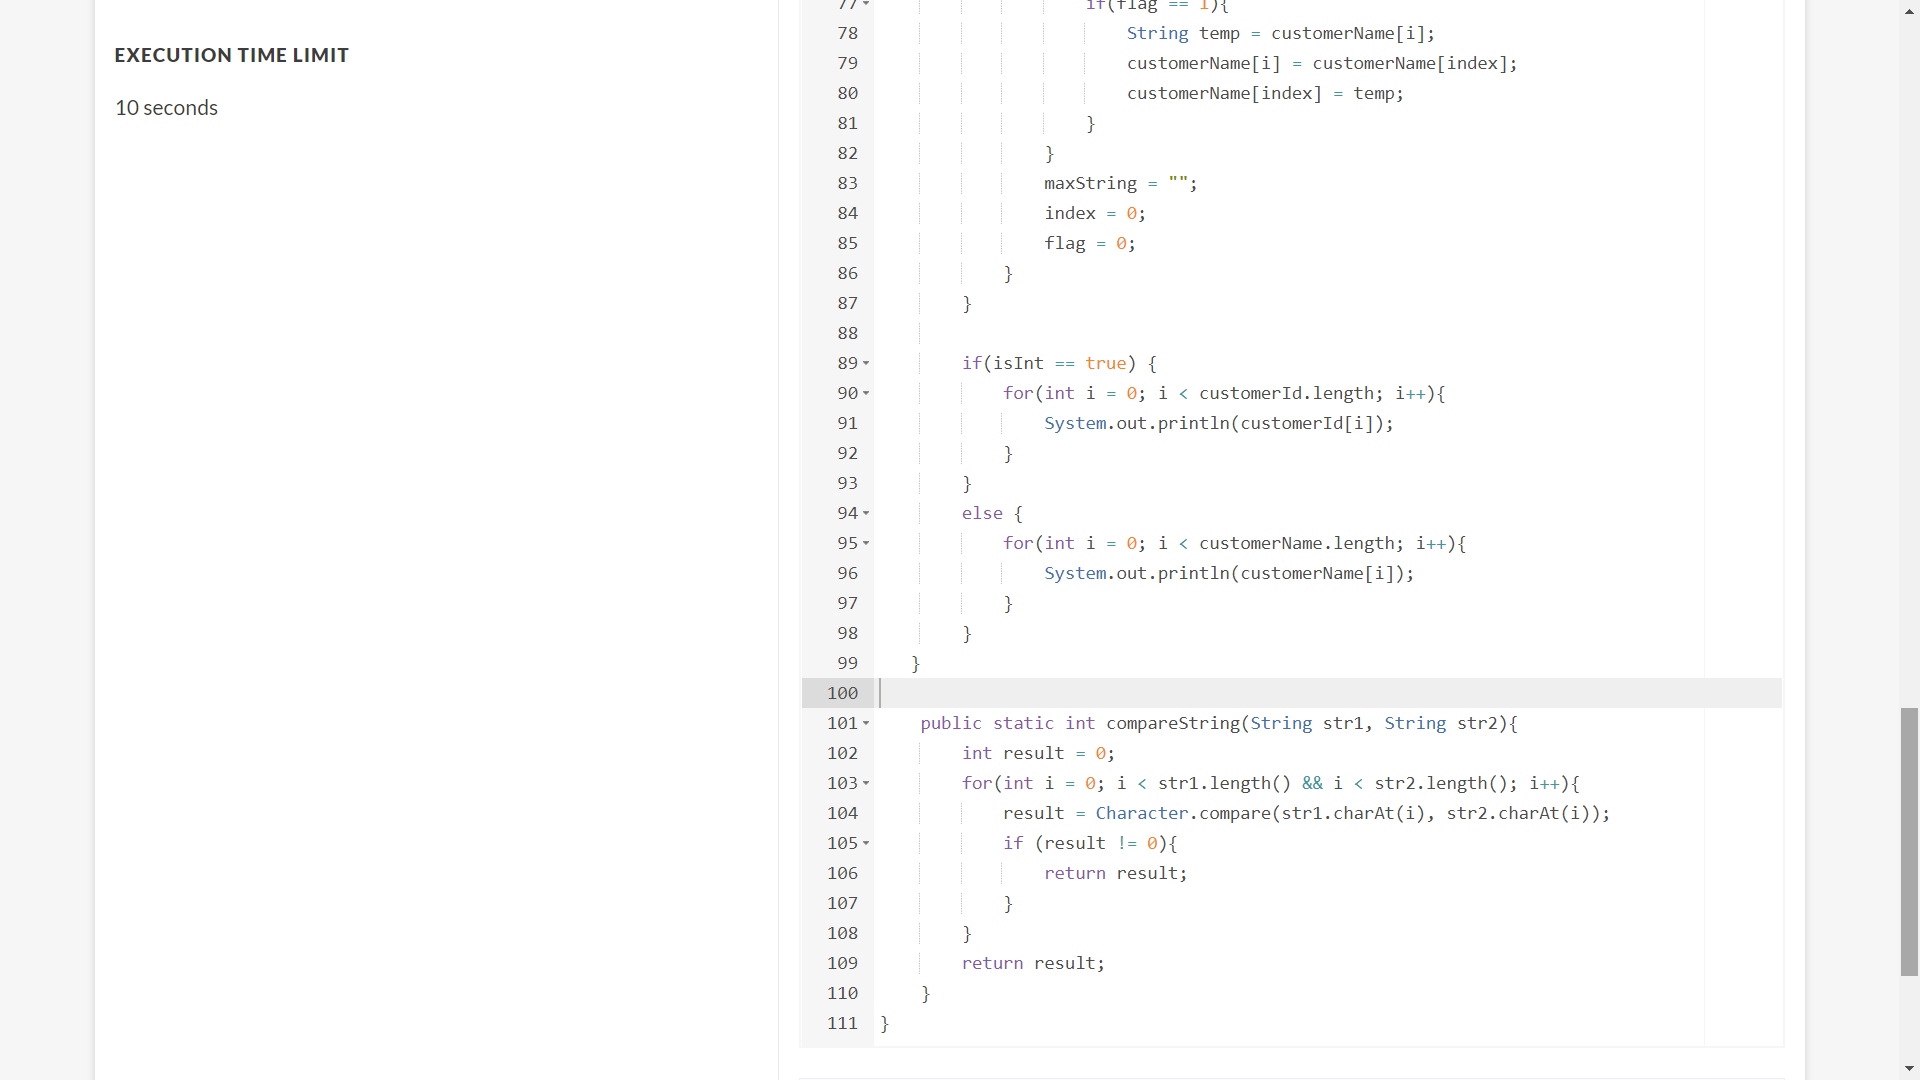 EXECUTION TIME LIMIT
10 seconds
77 if(flag == 1){
78 String temp = customerName[i];
79 customerName[i] = customerName[index];
80 customerName[index] = temp;
81 }
82 }
83 maxString = "";
84 index = 0;
85 flag = 0;
86 }
87 }
88
89 if(isInt == true) {
90 for(int i = 0; i < customerId.length; i++){
91 System.out.println(customerId[i]);
92 }
93 }
94 else {
95 for(int i = 0; i < customerName.length; i++){
96 System.out.println(customerName[i]);
97 }
98 }
99 }
100
101 public static int compareString(String str1, String str2){
102 int result = 0;
103 for(int i = 0; i < str1.length() && i < str2.length(); i++){
104 result = Character.compare(str1.charAt(i), str2.charAt(i));
105 if (result != 0){
106 return result;
107 }
108 }
109 return result;
110 }
111 }